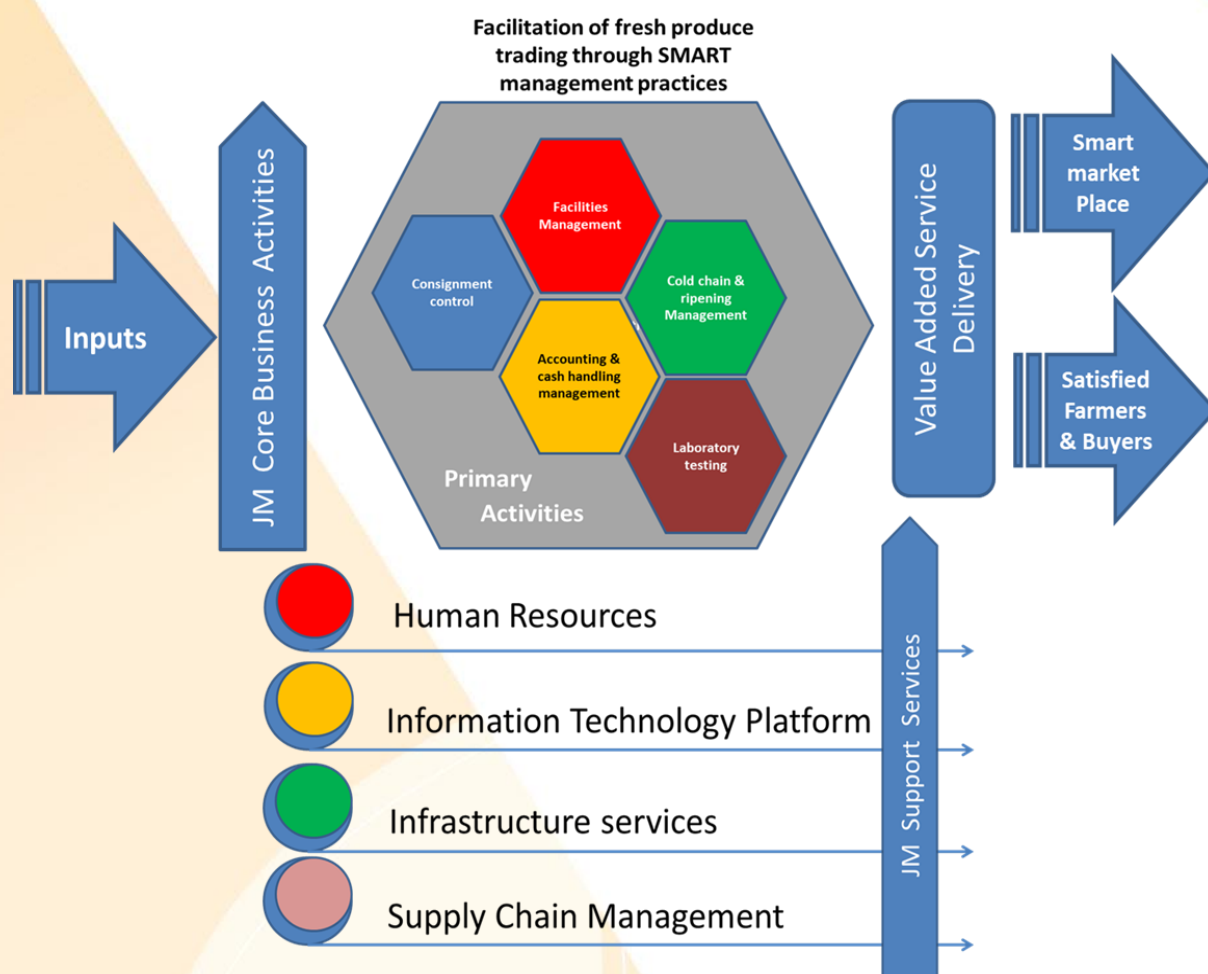 Facilitation of fresh produce
trading through SMART
management practices
Inputs
JM Core Business Activities
Facilities
Management
Consignment
control
Cold chain &
ripening
Management
Accounting &
cash handling
management
Laboratory
testing
Primary
Activities
Value Added Service
Delivery
Smart
market
Place
Satisfied
Farmers
& Buyers
Human Resources
Information Technology Platform
Infrastructure services
Supply Chain Management
JM Support Services